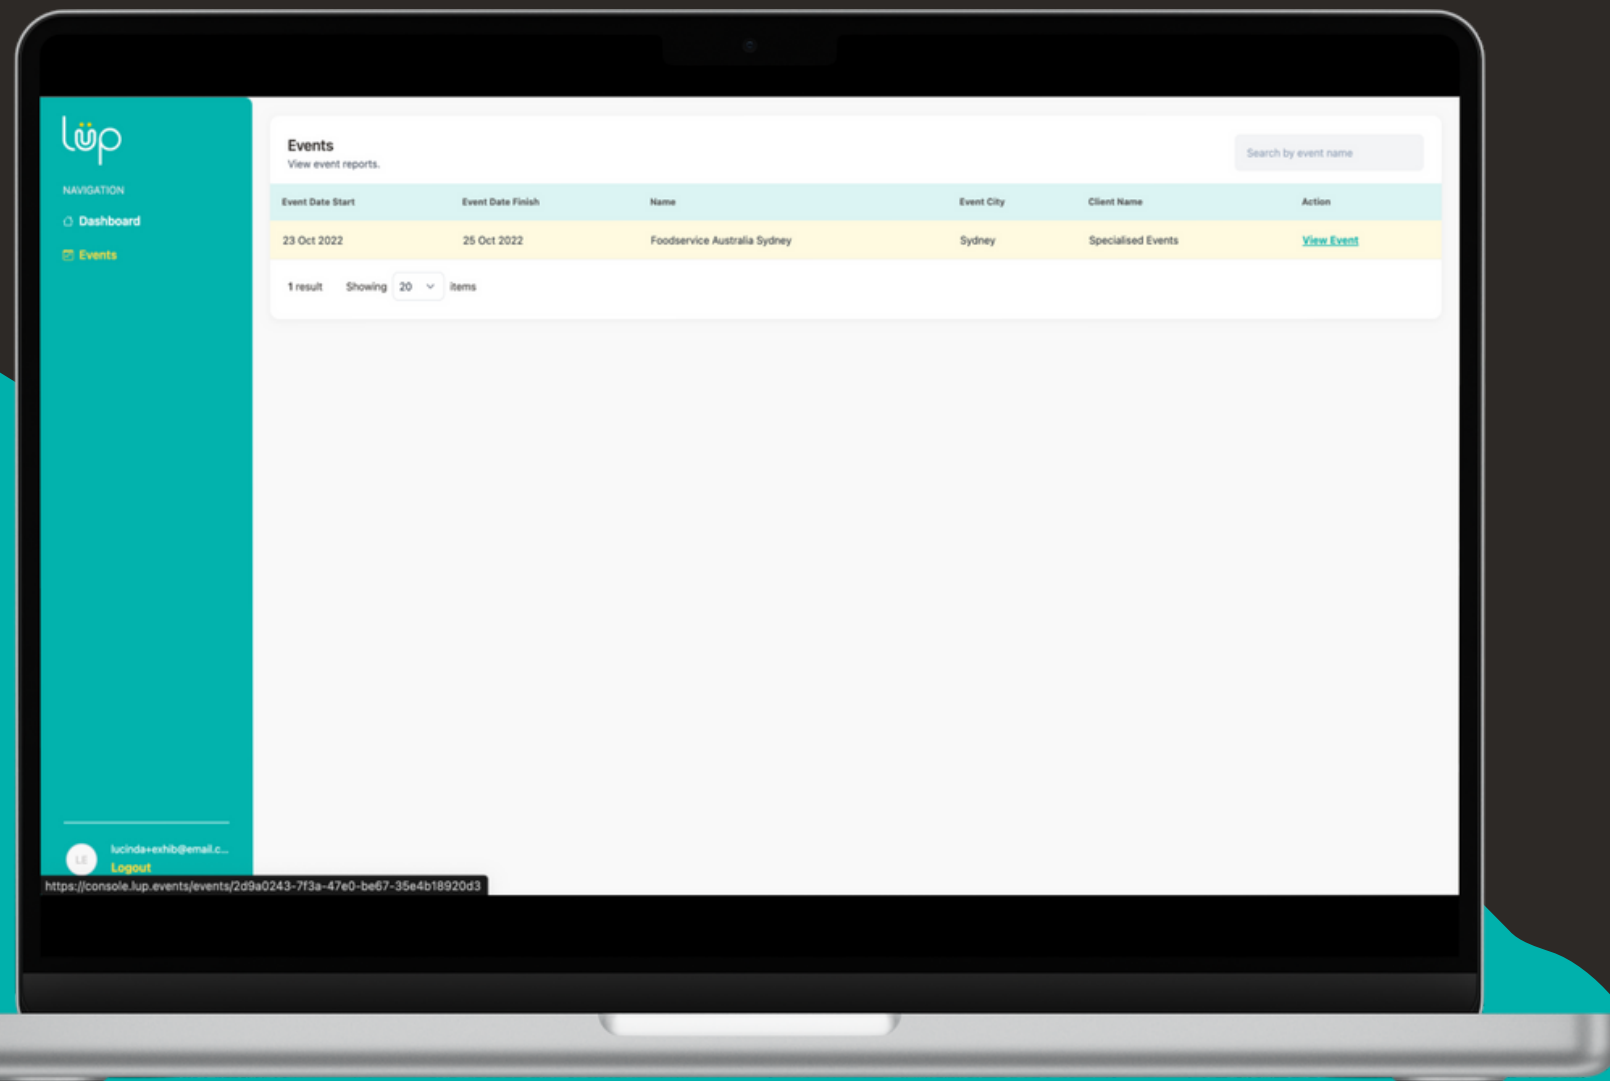 lüp
NAVIGATION
Dashboard
Events
Events
View event reports.
Search by event name
Event Date Start Event Date Finish Name Event City Client Name Action
23 Oct 2022 25 Oct 2022 Foodservice Australia Sydney Sydney Specialised Events View Event
1 result Showing 20 items
LE
lucinda+exhib@email.c...
Logout
https://console.lup.events/events/2d9a0243-7f3a-47e0-be67-35e4b18920d3